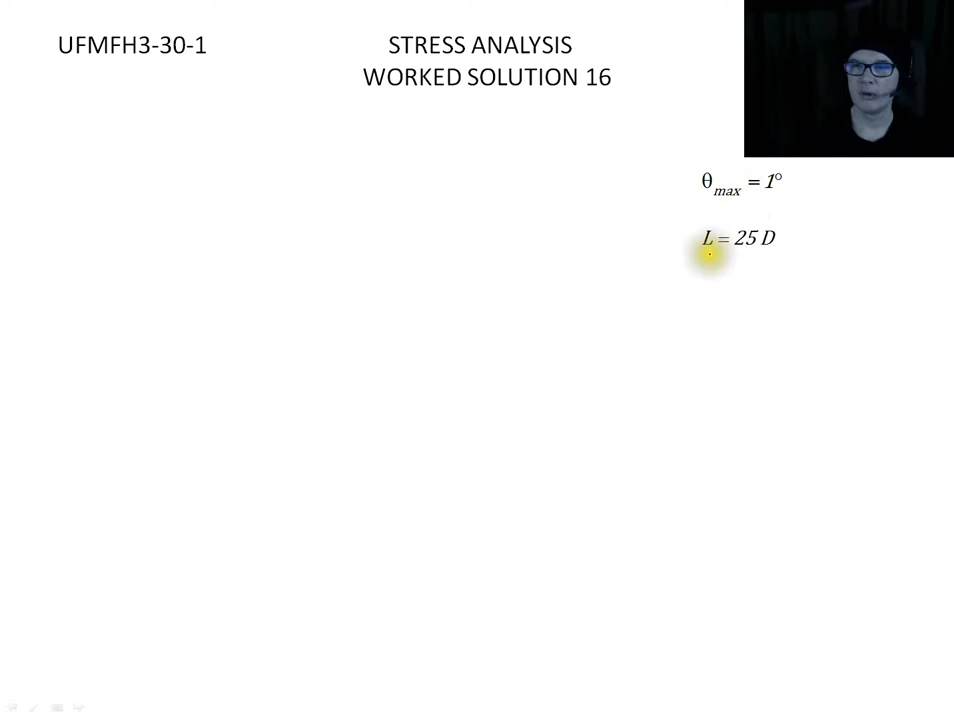 UFMFH3-30-1
STRESS ANALYSIS
WORKED SOLUTION 16
θmax = 1°
L = 25 D